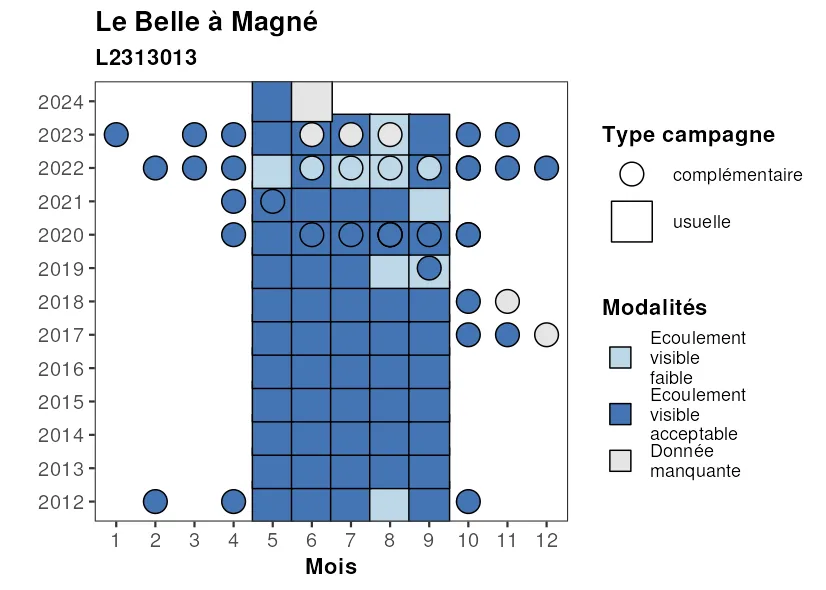 Le Belle à Magné
L2313013
2024
2023
2022
2021
2020
2019
2018
2017
2016
2015
2014
2013
2012
1 2 3 4 5 6 7 8 9 10 11 12
Mois
Type campagne
complémentaire
usuelle
Modalités
Ecoulement
visible
faible
Ecoulement
visible
acceptable
Donnée
manquante